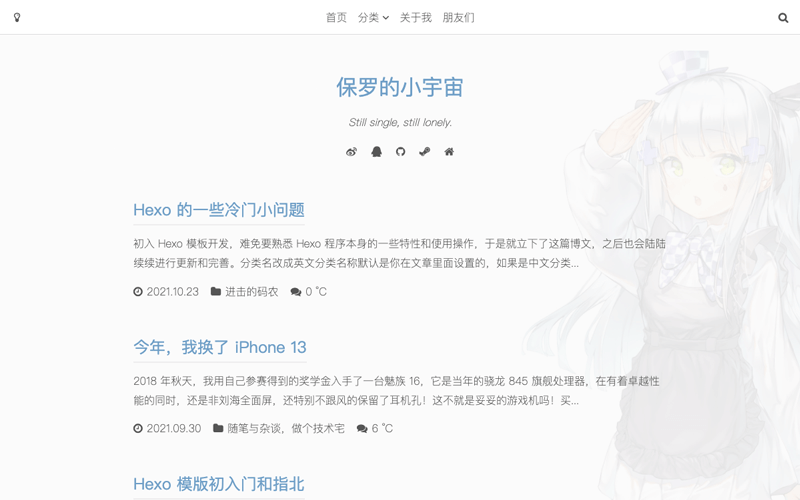 首页 分类 关于我 朋友们
保罗的小宇宙
Still single, still lonely.
Hexo 的一些冷门小问题
初入 Hexo 模板开发，难免要熟悉 Hexo 程序本身的一些特性和使用操作，于是就立下了这篇博文，之后也会陆陆
续续进行更新和完善。分类名改成英文分类名称默认是你在文章里面设置的，如果是中文分类...
2021.10.23 进击的码农 0 °C
今年，我换了 iPhone 13
2018 年秋天，我用自己参赛得到的奖学金入手了一台魅族 16，它是当年的骁龙 845 旗舰处理器，在有着卓越性
能的同时，还是非刘海全面屏，还特别不跟风的保留了耳机孔！这不就是妥妥的游戏机吗！买...
2021.09.30 随笔与杂谈，做个技术宅 6 °C
Hexo 模版初入门和指北